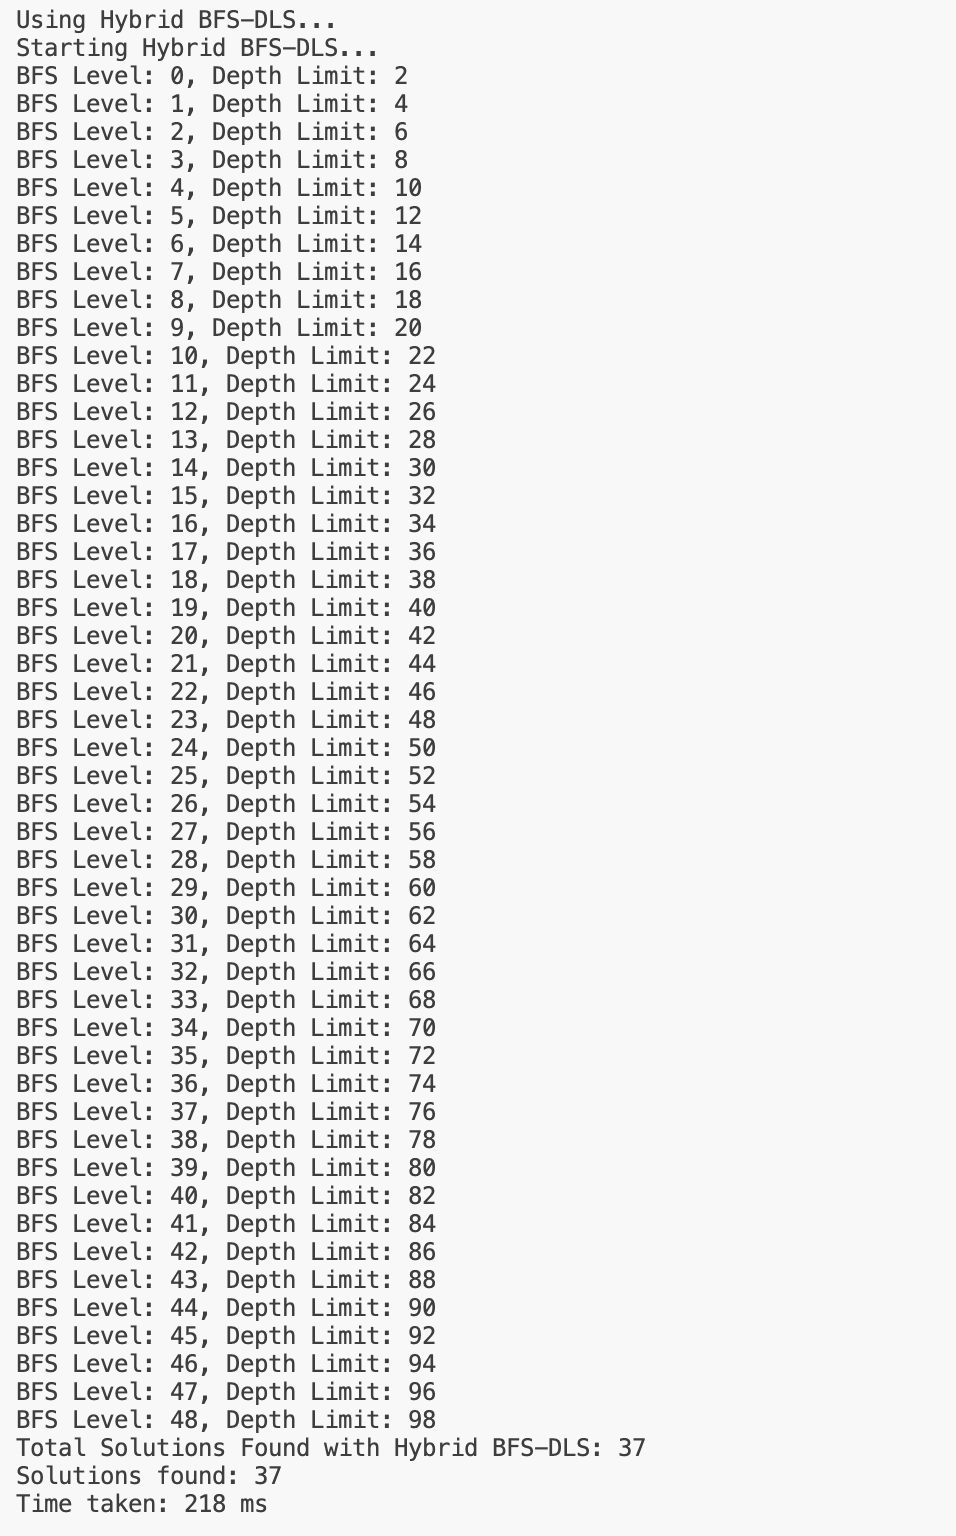 Using Hybrid BFS–DLS...
Starting Hybrid BFS–DLS...
BFS Level: 0, Depth Limit: 2
BFS Level: 1, Depth Limit: 4
BFS Level: 2, Depth Limit: 6
BFS Level: 3, Depth Limit: 8
BFS Level: 4, Depth Limit: 10
BFS Level: 5, Depth Limit: 12
BFS Level: 6, Depth Limit: 14
BFS Level: 7, Depth Limit: 16
BFS Level: 8, Depth Limit: 18
BFS Level: 9, Depth Limit: 20
BFS Level: 10, Depth Limit: 22
BFS Level: 11, Depth Limit: 24
BFS Level: 12, Depth Limit: 26
BFS Level: 13, Depth Limit: 28
BFS Level: 14, Depth Limit: 30
BFS Level: 15, Depth Limit: 32
BFS Level: 16, Depth Limit: 34
BFS Level: 17, Depth Limit: 36
BFS Level: 18, Depth Limit: 38
BFS Level: 19, Depth Limit: 40
BFS Level: 20, Depth Limit: 42
BFS Level: 21, Depth Limit: 44
BFS Level: 22, Depth Limit: 46
BFS Level: 23, Depth Limit: 48
BFS Level: 24, Depth Limit: 50
BFS Level: 25, Depth Limit: 52
BFS Level: 26, Depth Limit: 54
BFS Level: 27, Depth Limit: 56
BFS Level: 28, Depth Limit: 58
BFS Level: 29, Depth Limit: 60
BFS Level: 30, Depth Limit: 62
BFS Level: 31, Depth Limit: 64
BFS Level: 32, Depth Limit: 66
BFS Level: 33, Depth Limit: 68
BFS Level: 34, Depth Limit: 70
BFS Level: 35, Depth Limit: 72
BFS Level: 36, Depth Limit: 74
BFS Level: 37, Depth Limit: 76
BFS Level: 38, Depth Limit: 78
BFS Level: 39, Depth Limit: 80
BFS Level: 40, Depth Limit: 82
BFS Level: 41, Depth Limit: 84
BFS Level: 42, Depth Limit: 86
BFS Level: 43, Depth Limit: 88
BFS Level: 44, Depth Limit: 90
BFS Level: 45, Depth Limit: 92
BFS Level: 46, Depth Limit: 94
BFS Level: 47, Depth Limit: 96
BFS Level: 48, Depth Limit: 98
Total Solutions Found with Hybrid BFS–DLS: 37
Solutions found: 37
Time taken: 218 ms